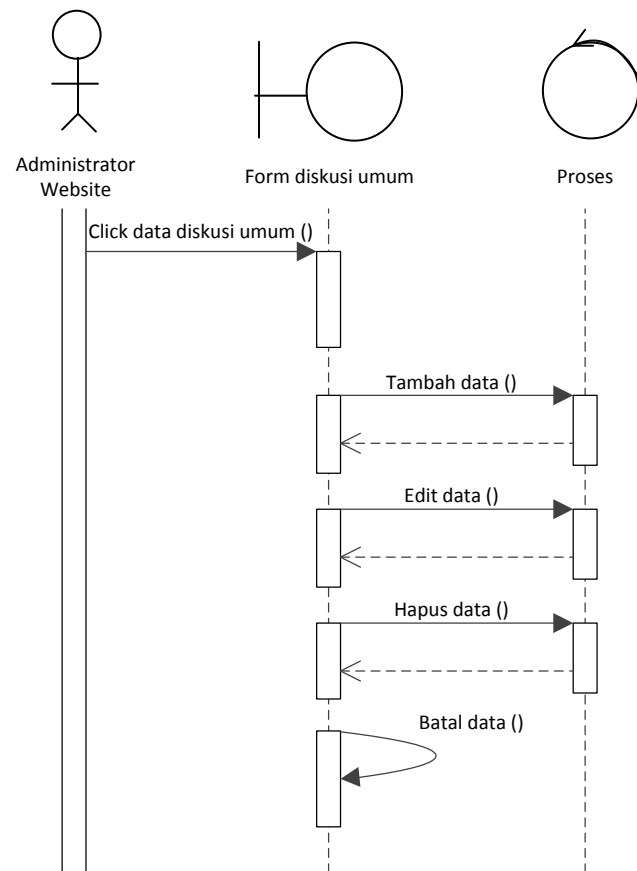 Administrator
Website
Form diskusi umum
Proses
Click data diskusi umum ()
Tambah data ()
Edit data ()
Hapus data ()
Batal data ()